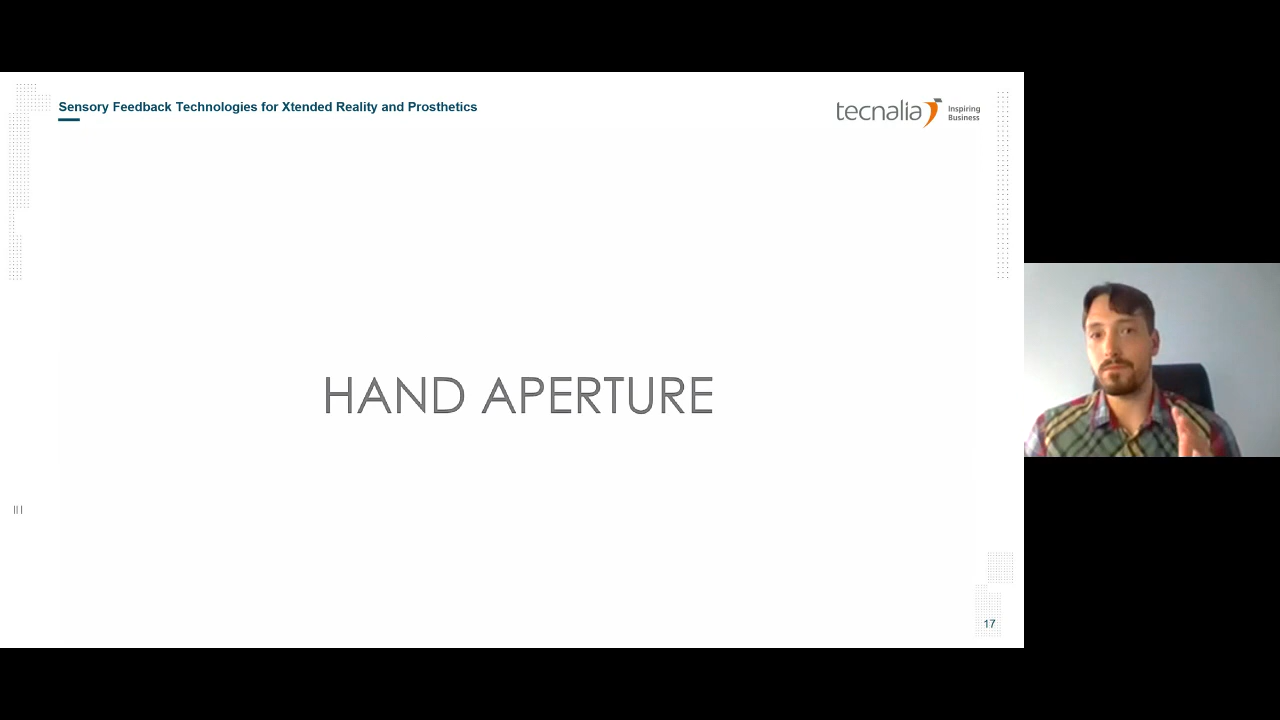 Sensory Feedback Technologies for Xtended Reality and Prosthetics
tecnalia
Inspiring
Business
HAND APERTURE
17